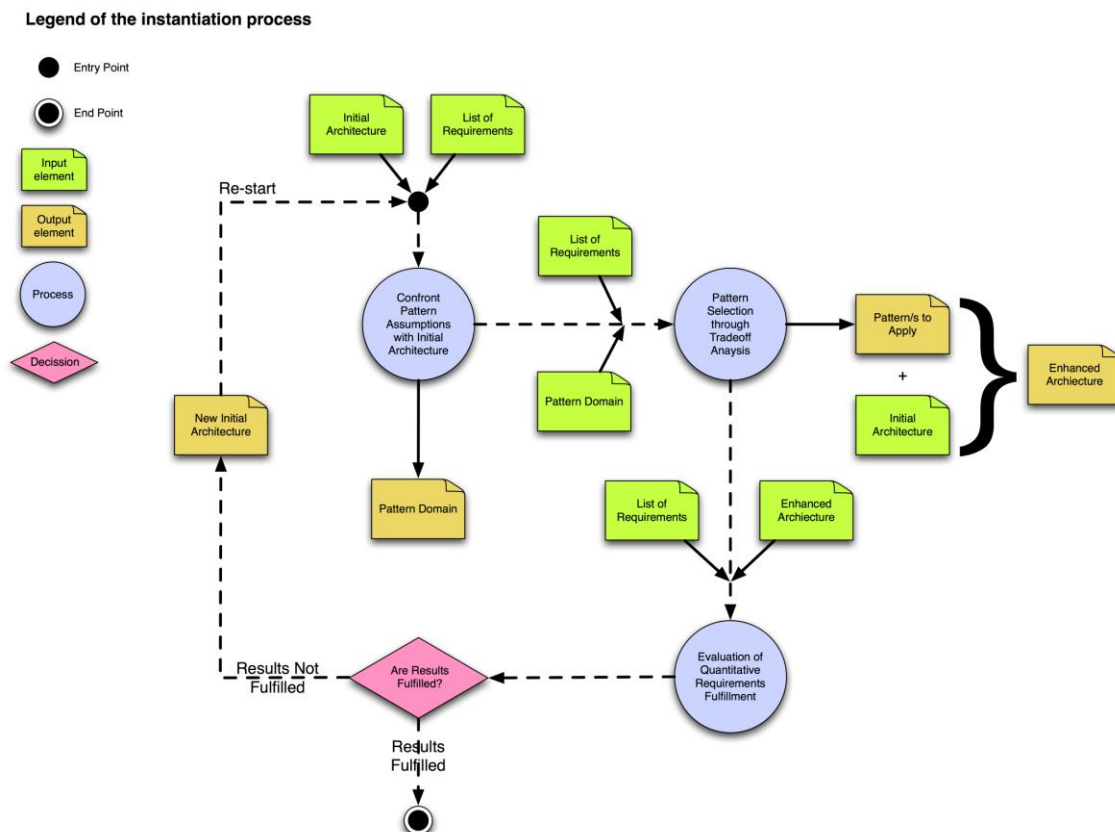 Legend of the instantiation process
Entry Point
End Point
Input
element
Output
element
Process
Decission
Initial
Architecture
List of
Requirements
Re-start
Confront
Pattern
Assumptions
with Initial
Architecture
List of
Requirements
Pattern Domain
Pattern
Selection
through
Tradeoff
Anaysis
Pattern/s to
Apply
+
Initial
Architecture
Enhanced
Archiecture
New Initial
Architecture
Pattern Domain
List of
Requirements
Enhanced
Archiecture
Evaluation of
Quantitative
Requirements
Fulfillment
Are Results
Fulfilled?
Results Not
Fulfilled
Results
Fulfilled